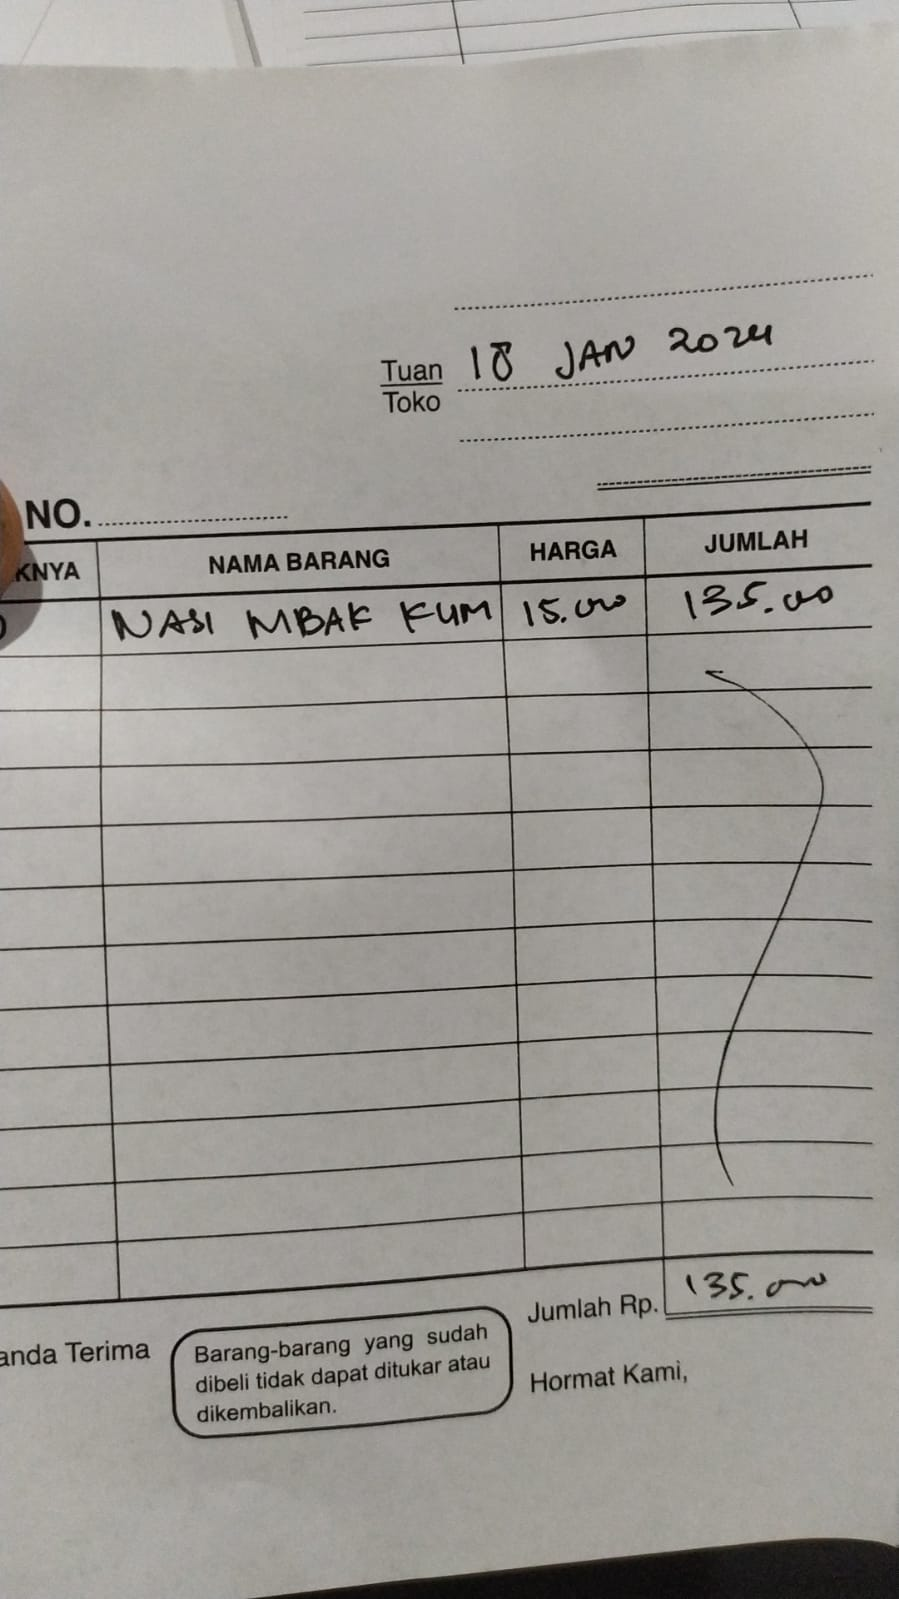 18 JAN 2024
Tuan
Toko
NO.
KNYA NAMA BARANG HARGA JUMLAH
NASI MBAK KUM 15.000 135.000
Jumlah Rp. 135.000
anda Terima
Barang-barang yang sudah
dibeli tidak dapat ditukar atau
dikembalikan.
Hormat Kami,